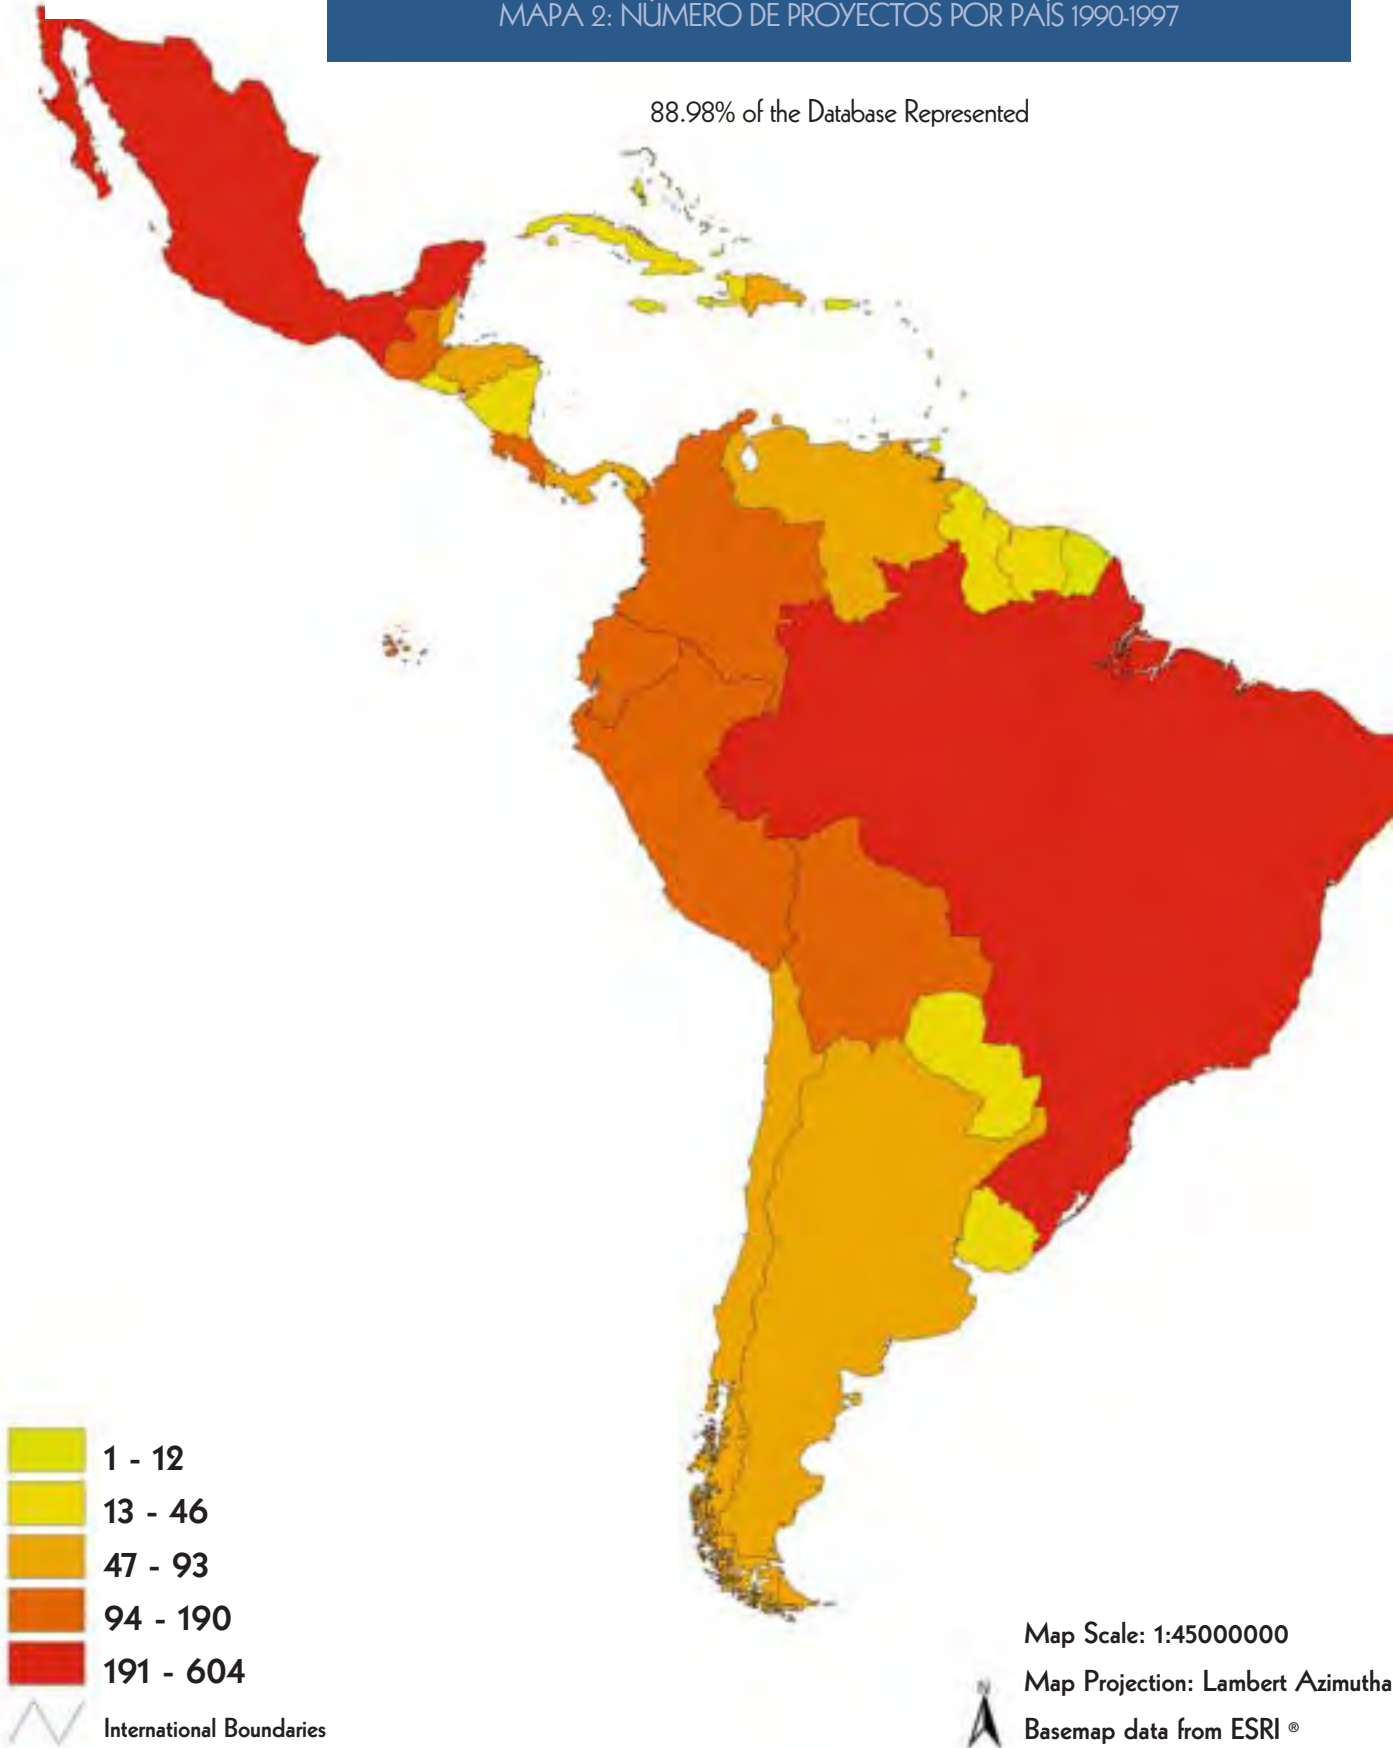 MAPA 2: NÚMERO DE PROYECTOS POR PAÍS 1990-1997
88.98% of the Database Represented
1 - 12
13 - 46
47 - 93
94 - 190
191 - 604
International Boundaries
Map Scale: 1:45000000
N
Map Projection: Lambert Azimutha
Basemap data from ESRI ®